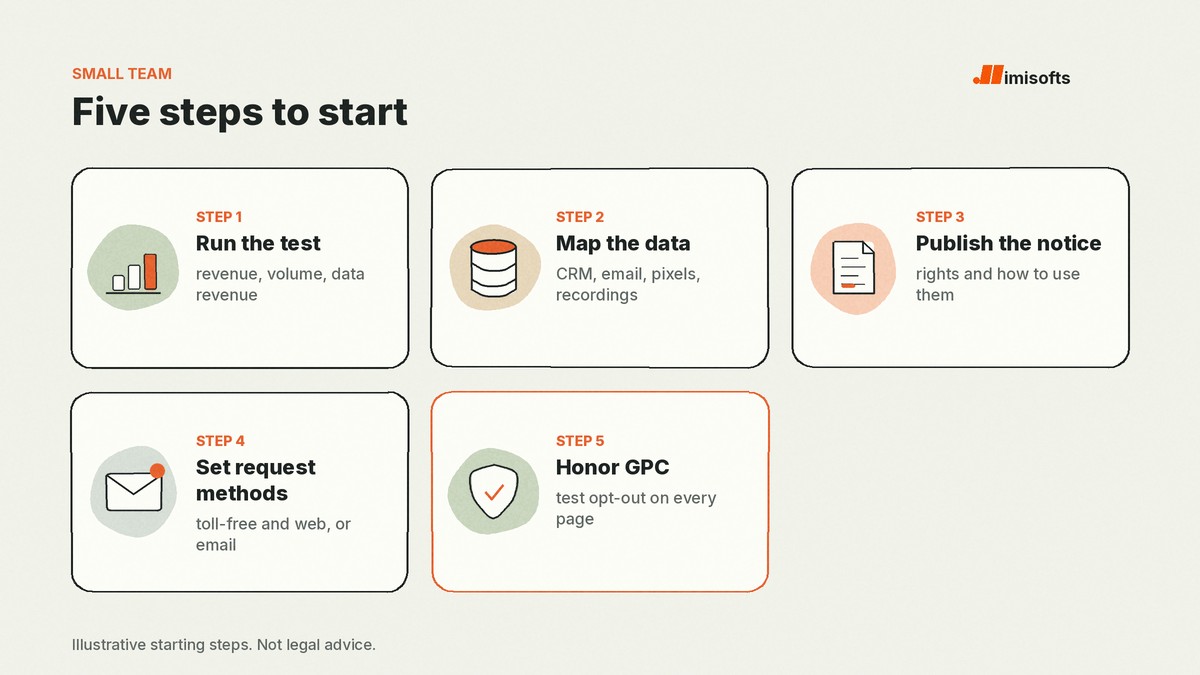 SMALL TEAM
imisofts
Five steps to start
STEP 1
Run the test
revenue, volume, data
revenue
STEP 2
Map the data
CRM, email, pixels,
recordings
STEP 3
Publish the notice
rights and how to use
them
STEP 4
Set request
methods
toll-free and web, or
email
STEP 5
Honor GPC
test opt-out on every
page
Illustrative starting steps. Not legal advice.